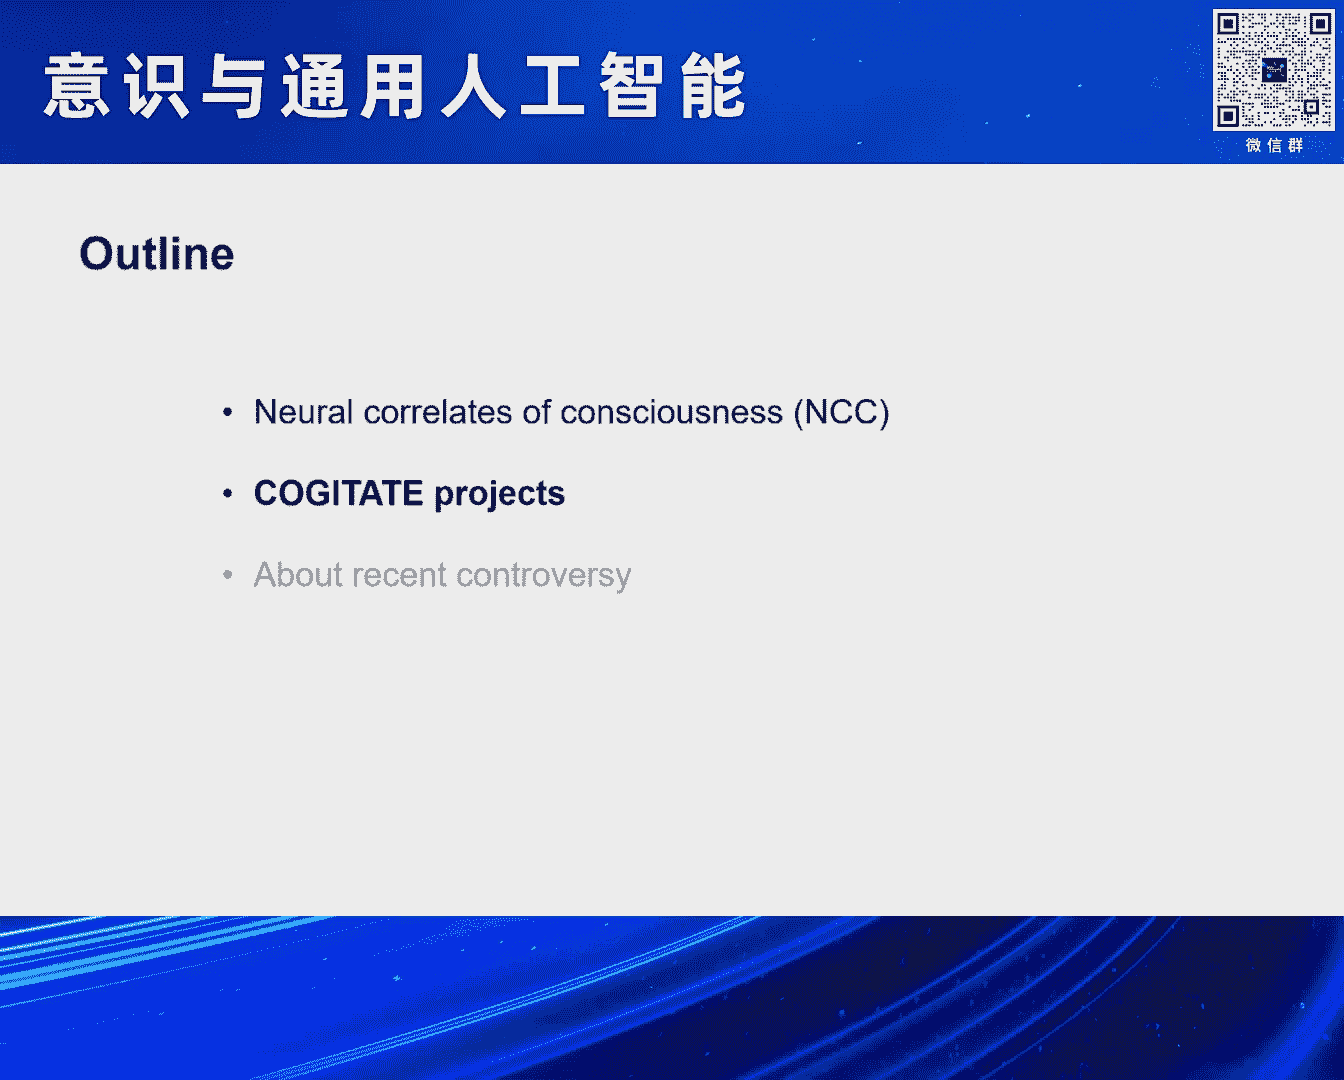 意识与通用人工智能
微信群
Outline
• Neural correlates of consciousness (NCC)
• COGITATE projects
• About recent controversy